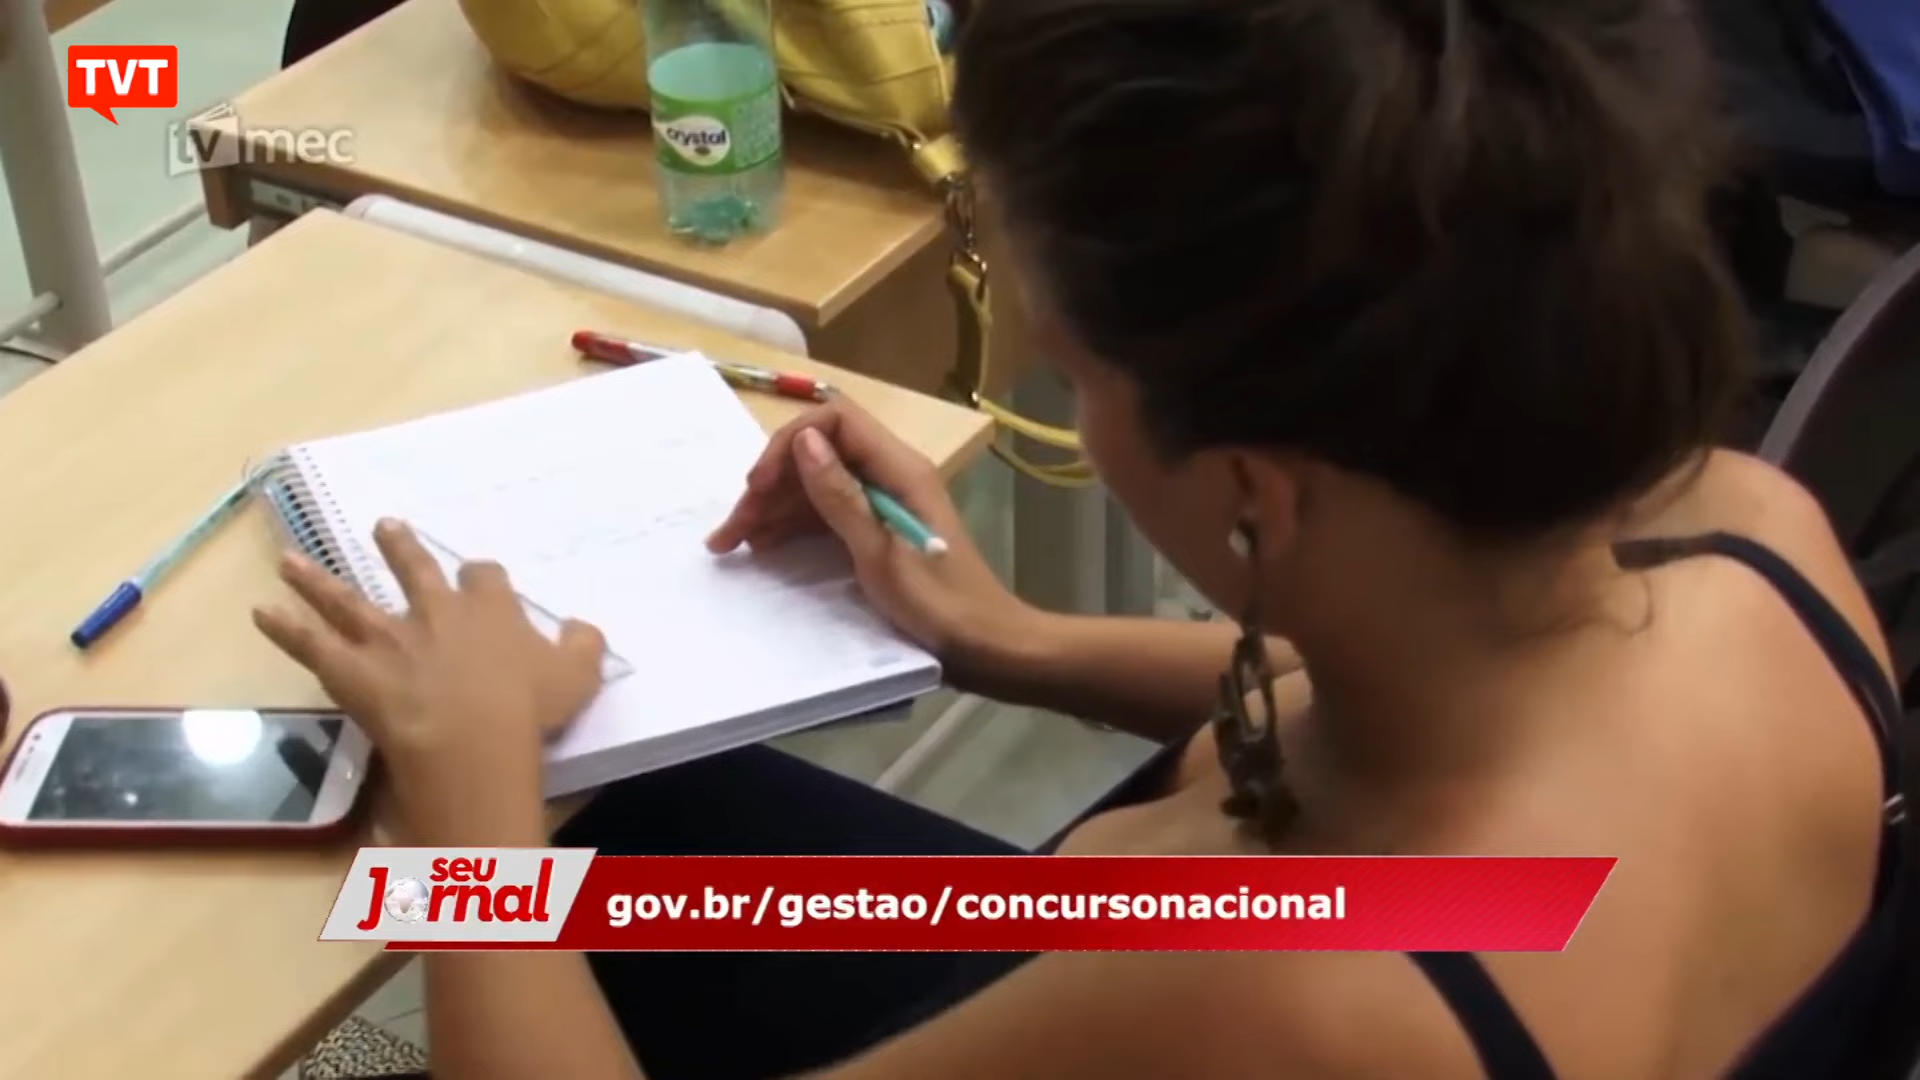 TVT
tv mec
crystal
seu
Jornal
gov.br/gestao/concursonacional